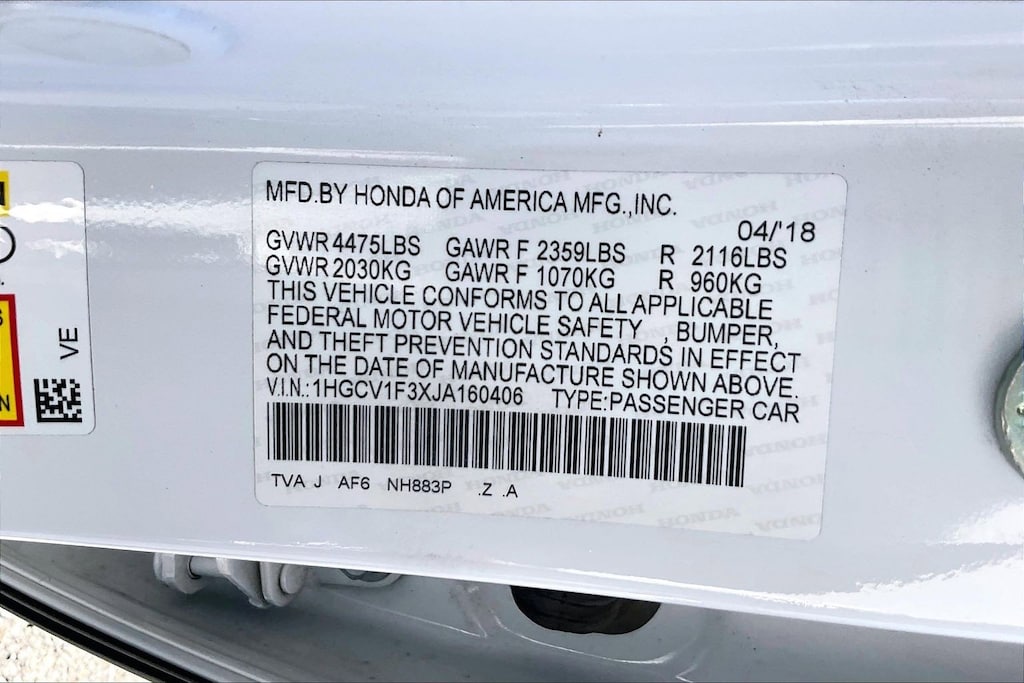 MFD.BY HONDA OF AMERICA MFG.,INC.
04/'18
GVWR 4475LBS GAWR F 2359LBS R 2116LBS
GVWR 2030KG GAWR F 1070KG R 960KG
THIS VEHICLE CONFORMS TO ALL APPLICABLE
FEDERAL MOTOR VEHICLE SAFETY , BUMPER,
AND THEFT PREVENTION STANDARDS IN EFFECT
ON THE DATE OF MANUFACTURE SHOWN ABOVE.
V.I.N.:1HGCV1F3XJA160406 TYPE:PASSENGER CAR
TVA J AF6 NH883P .Z .A
VE